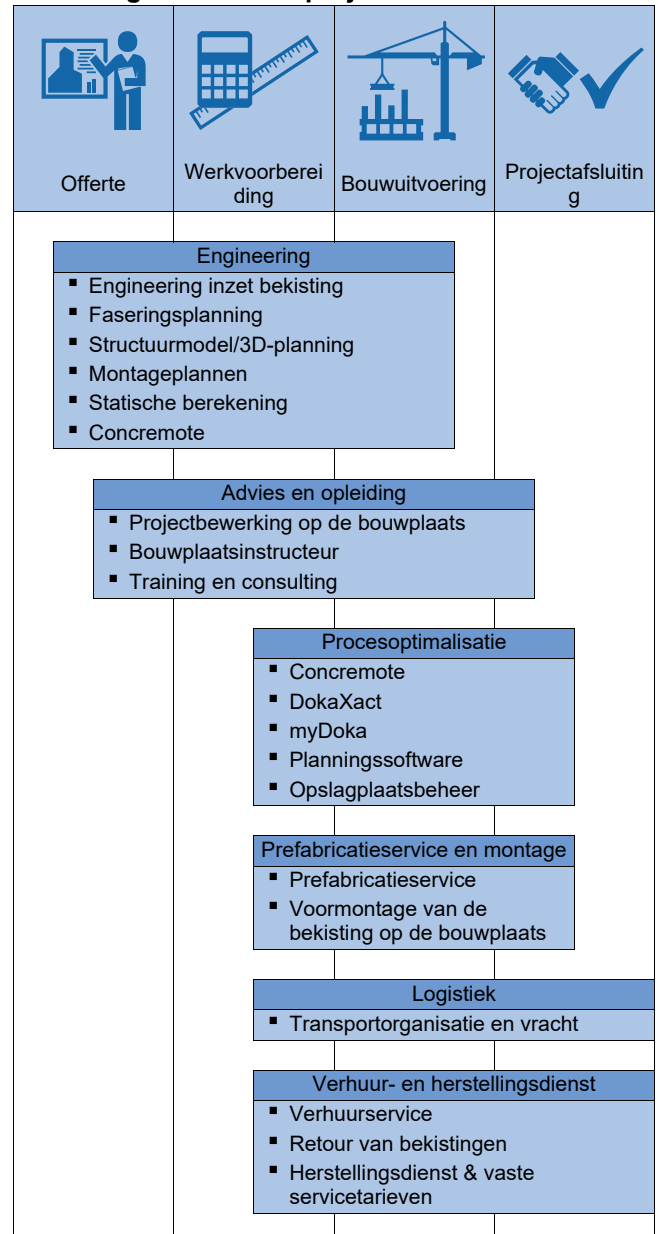 Offerte
Werkvoorberei
ding
Bouwuitvoering
Projectafsluitin
g
Engineering
▪ Engineering inzet bekisting
▪ Faseringsplanning
▪ Structuurmodel/3D-planning
▪ Montageplannen
▪ Statische berekening
▪ Concremote
Advies en opleiding
▪ Projectbewerking op de bouwplaats
▪ Bouwplaatsinstructeur
▪ Training en consulting
Procesoptimalisatie
▪ Concremote
▪ DokaXact
▪ myDoka
▪ Planningssoftware
▪ Opslagplaatsbeheer
Prefabricatieservice en montage
▪ Prefabricatieservice
▪ Voormontage van de
bekisting op de bouwplaats
Logistiek
▪ Transportorganisatie en vracht
Verhuur- en herstellingsdienst
▪ Verhuurservice
▪ Retour van bekistingen
▪ Herstellingsdienst & vaste
servicetarieven